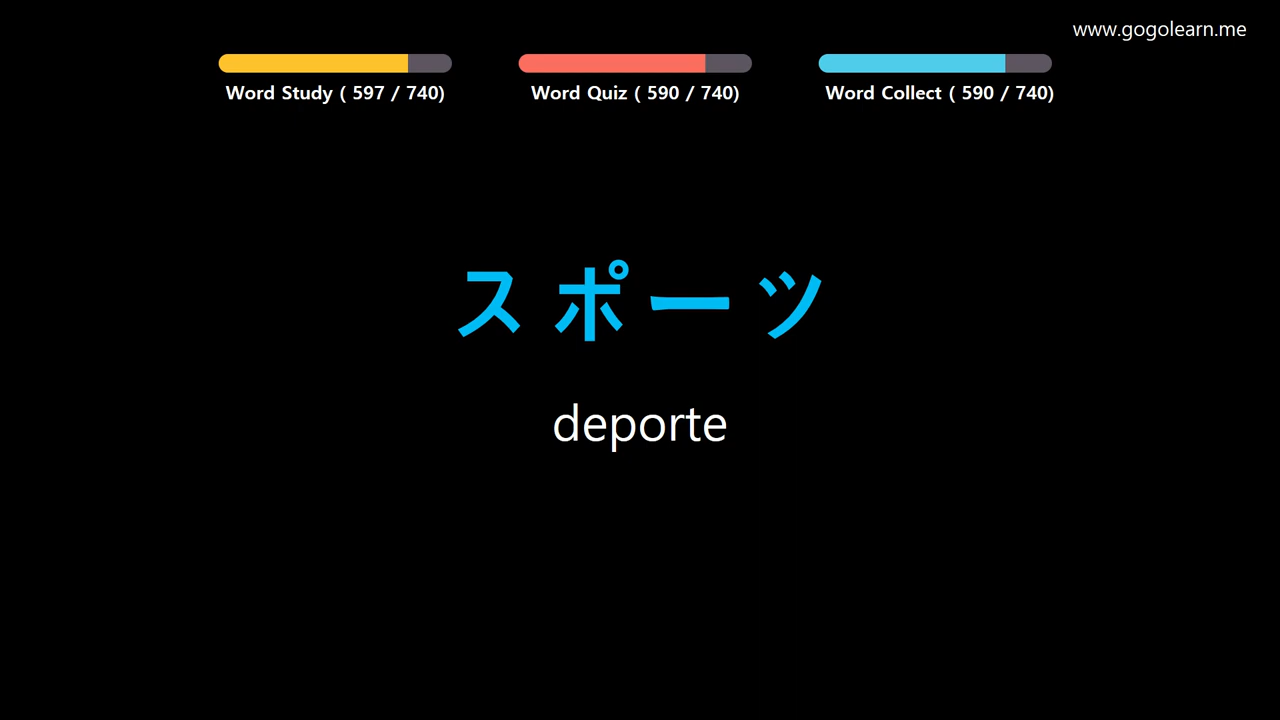 www.gogolearn.me
Word Study ( 597 / 740)
Word Quiz ( 590 / 740)
Word Collect ( 590 / 740)
スポーツ
deporte